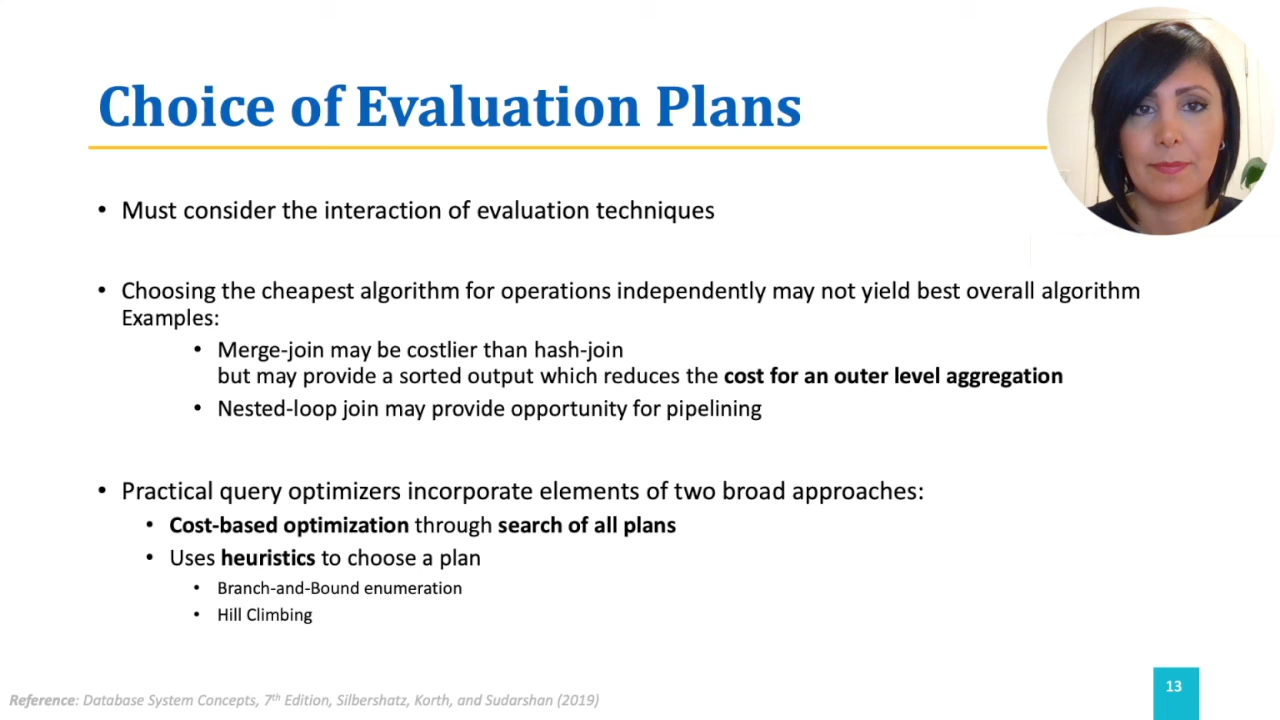 Choice of Evaluation Plans
• Must consider the interaction of evaluation techniques
• Choosing the cheapest algorithm for operations independently may not yield best overall algorithm
Examples:
• Merge-join may be costlier than hash-join
but may provide a sorted output which reduces the cost for an outer level aggregation
• Nested-loop join may provide opportunity for pipelining
• Practical query optimizers incorporate elements of two broad approaches:
• Cost-based optimization through search of all plans
• Uses heuristics to choose a plan
• Branch-and-Bound enumeration
• Hill Climbing
Reference: Database System Concepts, 7th Edition, Silbershatz, Korth, and Sudarshan (2019)
13